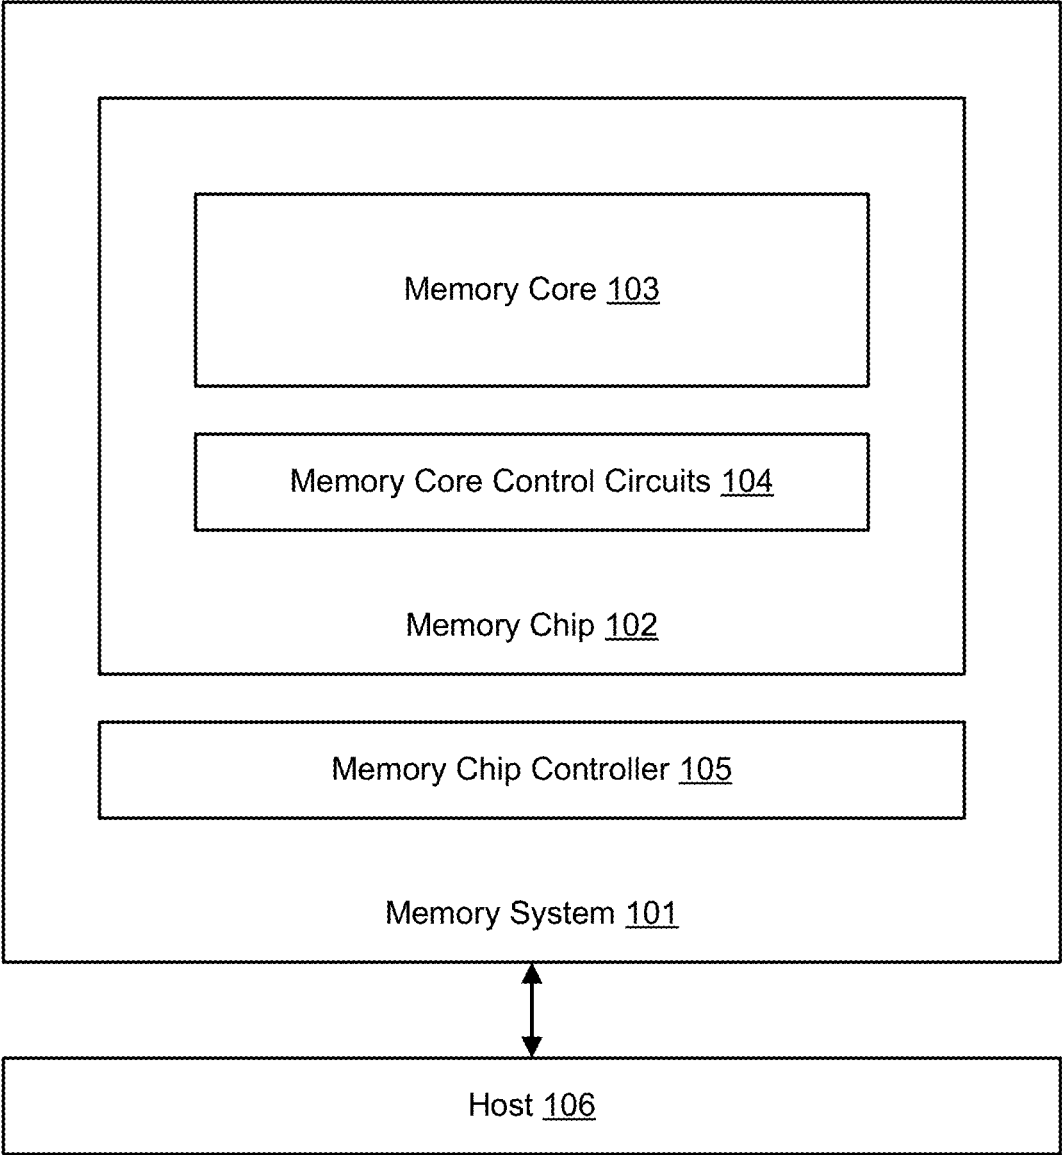 Memory Core 103
Memory Core Control Circuits 104
Memory Chip 102
Memory Chip Controller 105
Memory System 101
Host 106